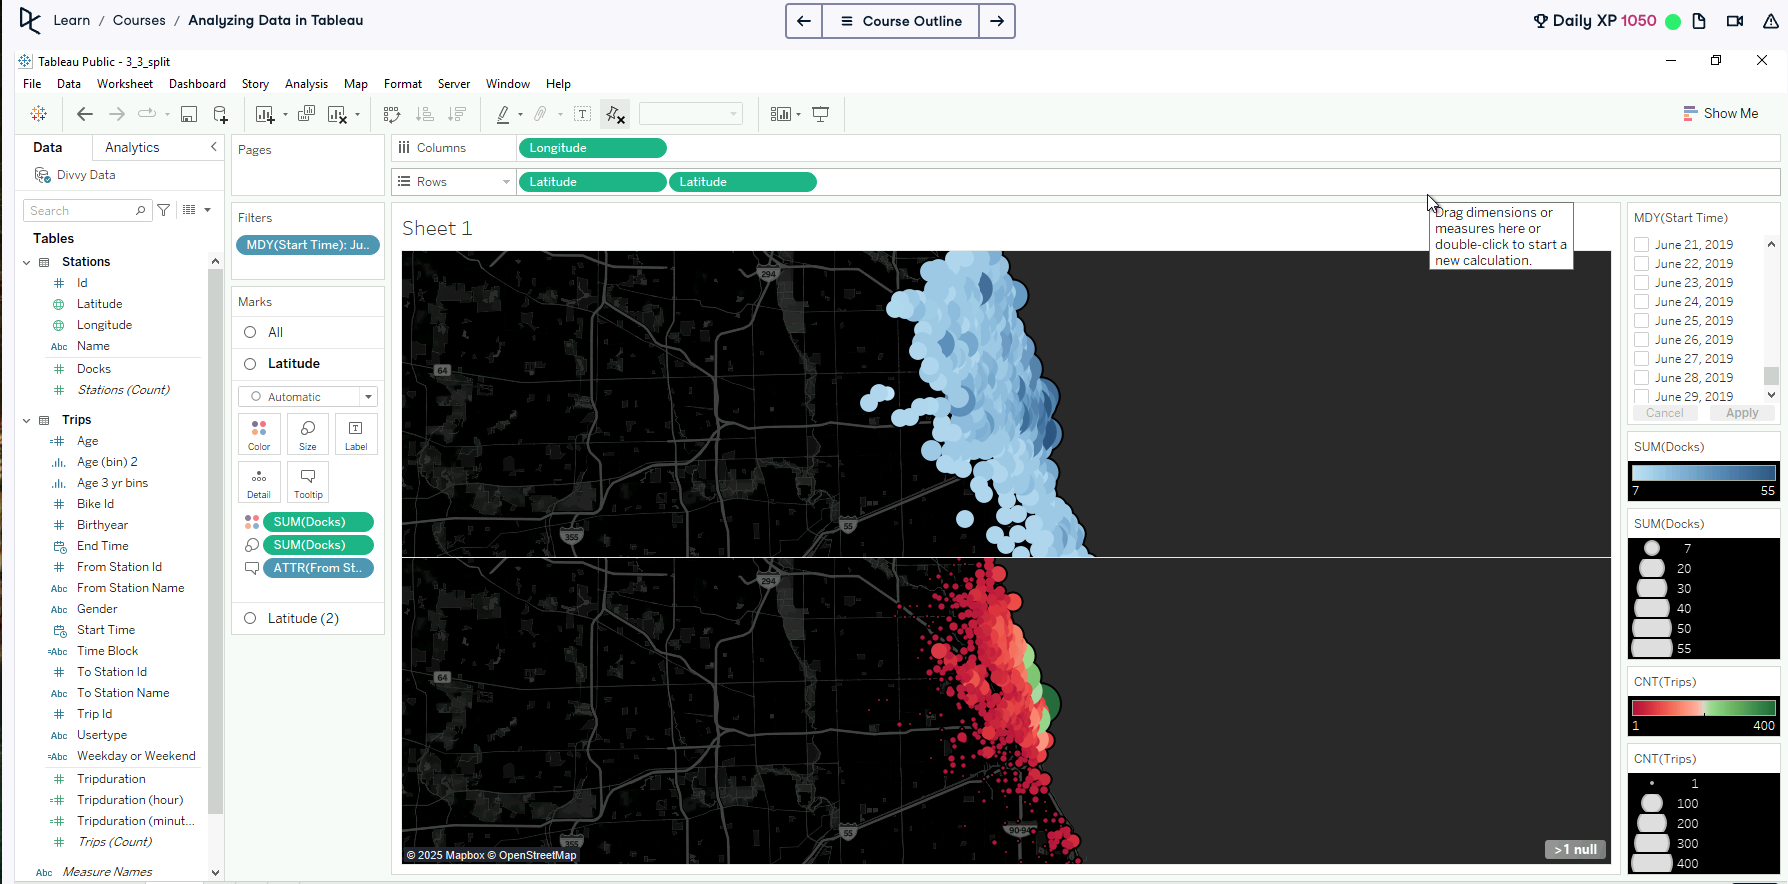 Learn / Courses / Analyzing Data in Tableau
Course Outline
Daily XP 1050
Tableau Public - 3_3_split
File Data Worksheet Dashboard Story Analysis Map Format Server Window Help
Show Me
Data Analytics
Divvy Data
Search
Tables
Stations
Id
Latitude
Longitude
Abc Name
Docks
Stations (Count)
Trips
Age
Age (bin) 2
Age 3 yr bins
Bike Id
Birthyear
End Time
From Station Id
Abc From Station Name
Abc Gender
Start Time
=Abc Time Block
To Station Id
Abc To Station Name
Abc Trip Id
Abc Usertype
=Abc Weekday or Weekend
Tripduration
Tripduration (hour)
Tripduration (minut...
Trips (Count)
Abc Measure Names
Pages
Filters
MDY(Start Time): Ju..
Marks
All
Latitude
Automatic
Color Size Label
Detail Tooltip
SUM(Docks)
SUM(Docks)
ATTR(From St..
Latitude (2)
Columns Longitude
Rows Latitude Latitude
Sheet 1
Drag dimensions or
measures here or
double-click to start a
new calculation.
294
64
55
355
294
64
55
90-94
355
© 2025 Mapbox © OpenStreetMap
>1 null
MDY(Start Time)
June 21, 2019
June 22, 2019
June 23, 2019
June 24, 2019
June 25, 2019
June 26, 2019
June 27, 2019
June 28, 2019
June 29, 2019
Cancel Apply
SUM(Docks)
7 55
SUM(Docks)
7
20
30
40
50
55
CNT(Trips)
1 400
CNT(Trips)
1
100
200
300
400